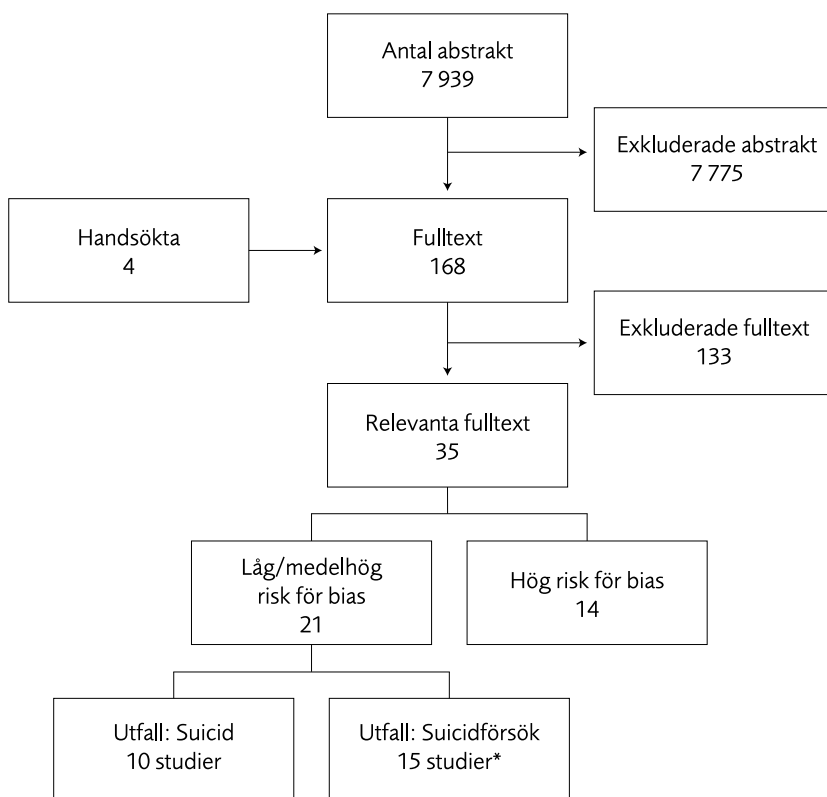 Antal abstrakt
7 939
Exkluderade abstrakt
7 775
Handsökta
4
Fulltext
168
Exkluderade fulltext
133
Relevanta fulltext
35
Låg/medelhög
risk för bias
21
Hög risk för bias
14
Utfall: Suicid
10 studier
Utfall: Suicidförsök
15 studier*